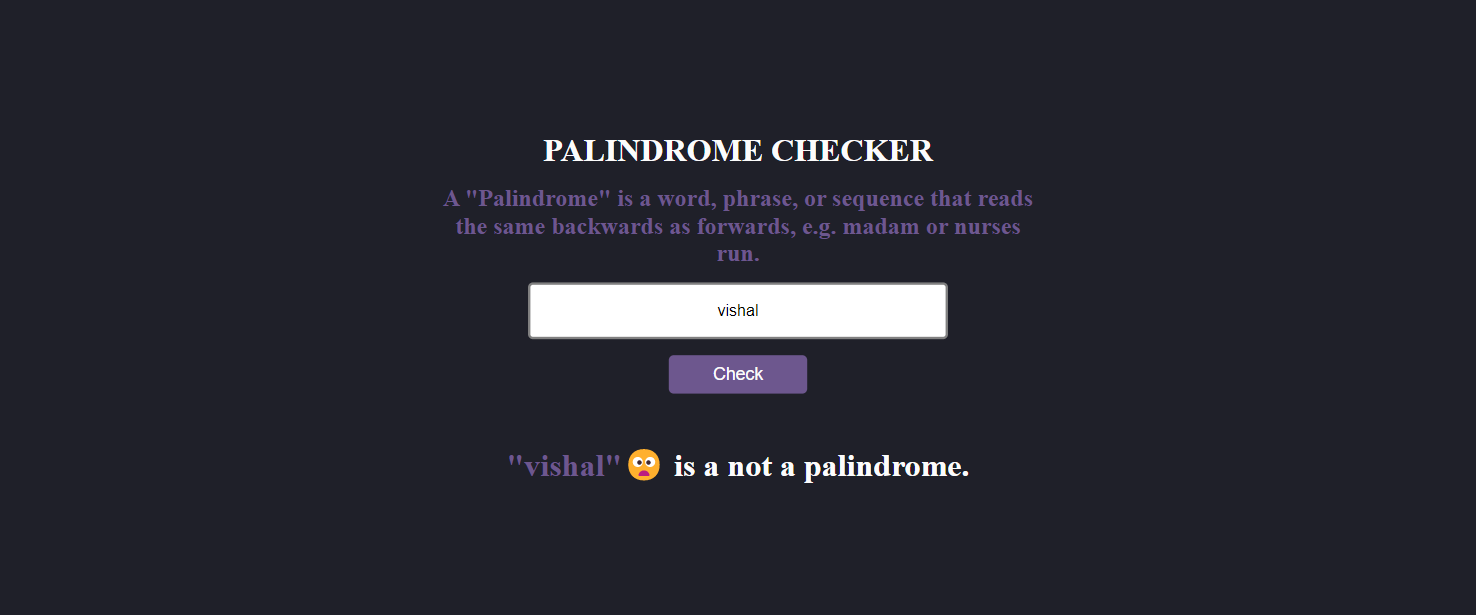 PALINDROME CHECKER
A "Palindrome" is a word, phrase, or sequence that reads
the same backwards as forwards, e.g. madam or nurses
run.
vishal
Check
"vishal"😨 is a not a palindrome.